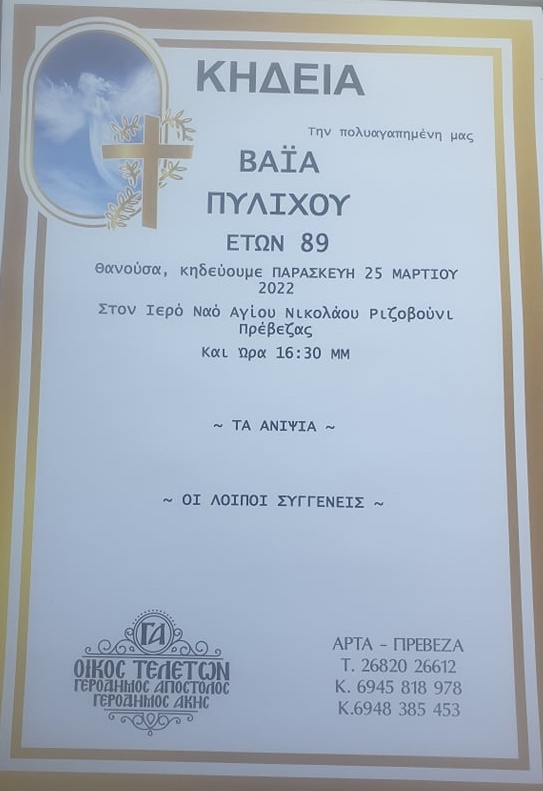 ΚΗΔΕΙΑ
Την πολυαγαπημένη μας
ΒΑΪΑ
ΠΥΛΙΧΟΥ
ΕΤΩΝ 89
Θανούσα, κηδεύουμε ΠΑΡΑΣΚΕΥΗ 25 ΜΑΡΤΙΟΥ
2022
Στον Ιερό Ναό Αγίου Νικολάου Ριζοβούνι
Πρέβεζας
Και Ώρα 16:30 ΜΜ
~ ΤΑ ΑΝΙΨΙΑ ~
~ ΟΙ ΛΟΙΠΟΙ ΣΥΓΓΕΝΕΙΣ ~
ΓΑ
ΟΙΚΟΣ ΤΕΛΕΤΩΝ
ΓΕΡΟΔΗΜΟΣ ΑΠΟΣΤΟΛΟΣ
ΓΕΡΟΔΗΜΟΣ ΑΚΗΣ
ΑΡΤΑ - ΠΡΕΒΕΖΑ
Τ. 26820 26612
Κ. 6945 818 978
Κ.6948 385 453